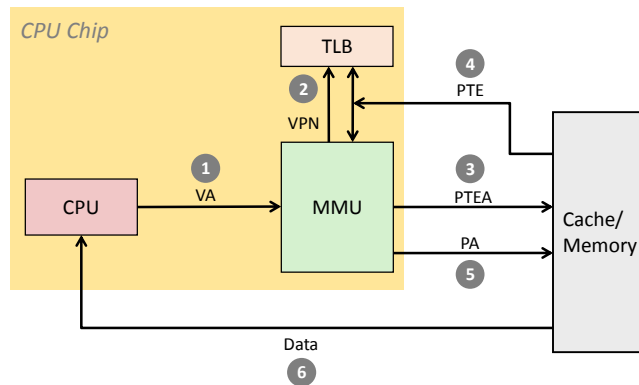 CPU Chip
TLB
4
2
PTE
VPN
1
3
VA
PTEA
CPU
MMU
Cache/
Memory
PA
5
Data
6